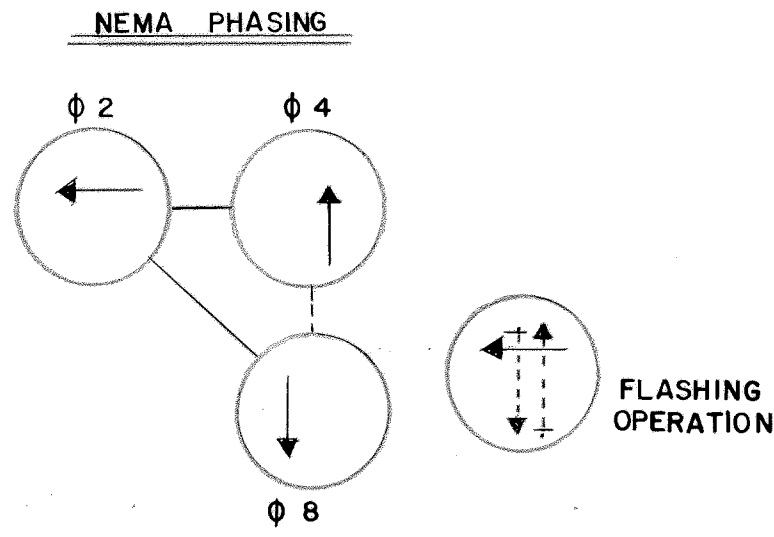 NEMA PHASING
ϕ 2
ϕ 4
FLASHING
OPERATION
ϕ 8